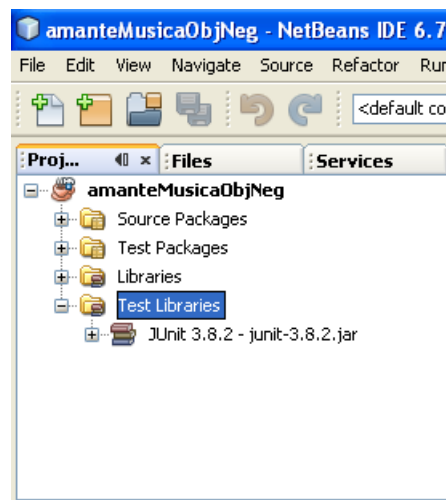 amanteMusicaObjNeg - NetBeans IDE 6.7
File Edit View Navigate Source Refactor Run
<default co
Proj... Files Services
amanteMusicaObjNeg
Source Packages
Test Packages
Libraries
Test Libraries
JUnit 3.8.2 - junit-3.8.2.jar